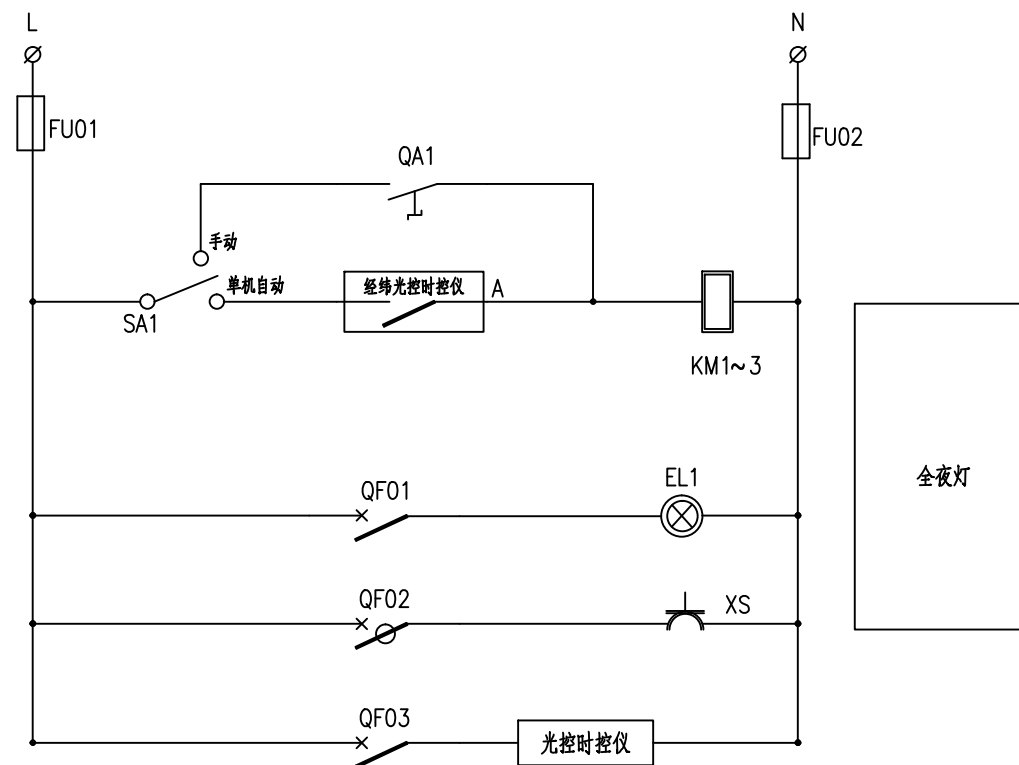 L
N
FU01
FU02
QA1
手动
单机自动
经纬光控时控仪
A
SA1
KM1~3
全夜灯
QF01
EL1
QF02
XS
QF03
光控时控仪